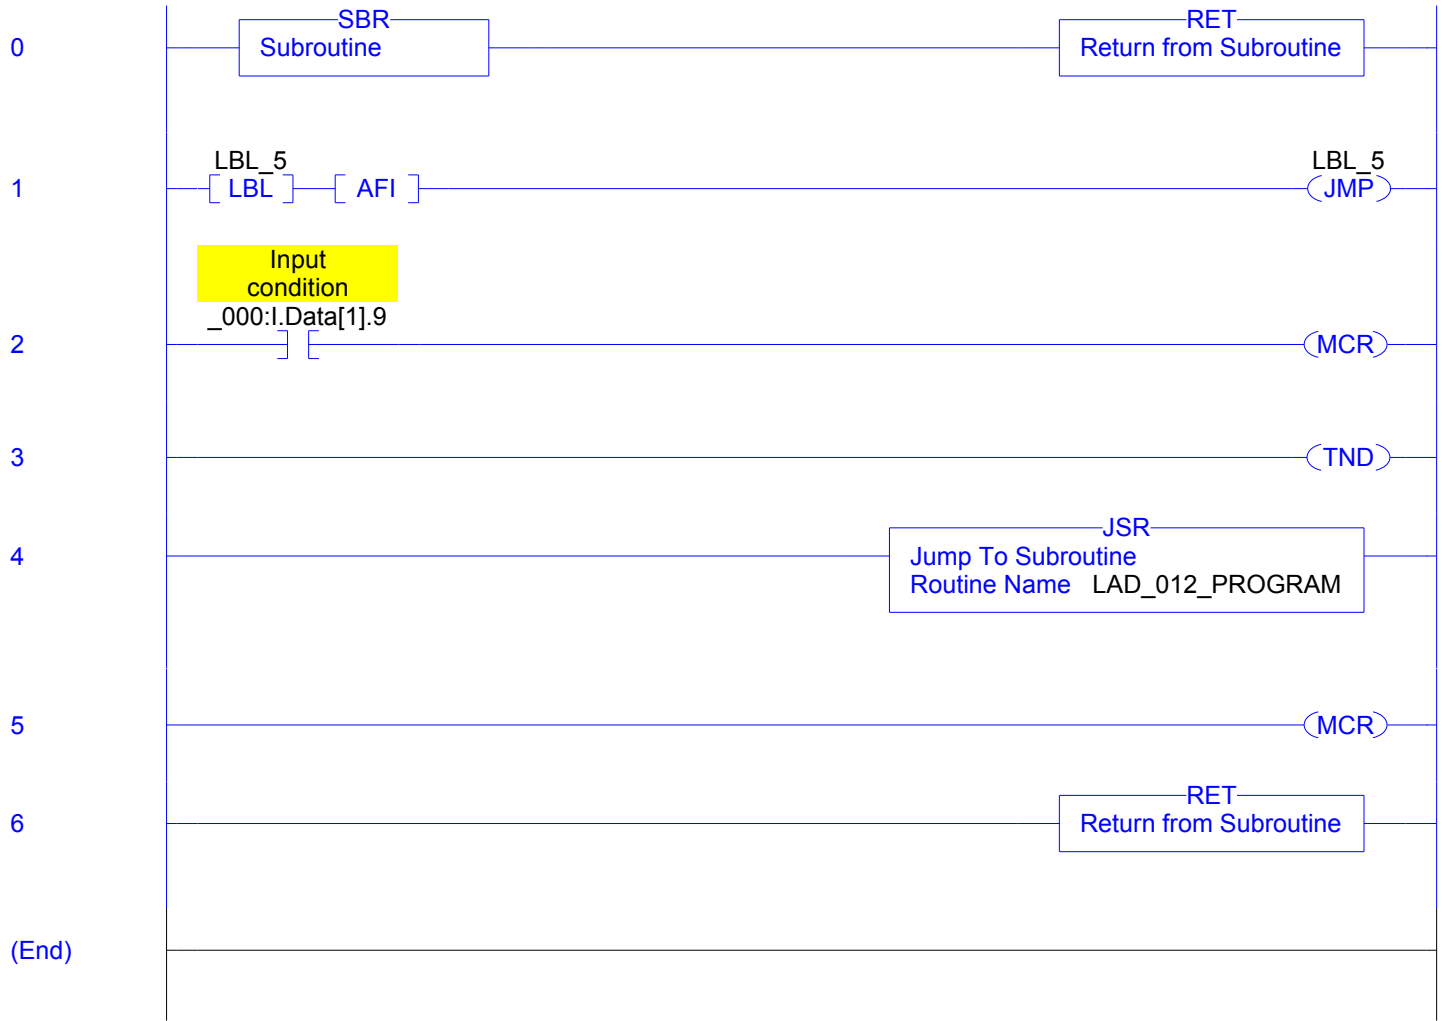 SBR RET
0 Subroutine Return from Subroutine
LBL_5 LBL_5
1 LBL AFI JMP
Input
condition
_000:I.Data[1].9
2 MCR
3 TND
JSR
4 Jump To Subroutine
Routine Name LAD_012_PROGRAM
5 MCR
RET
6 Return from Subroutine
(End)